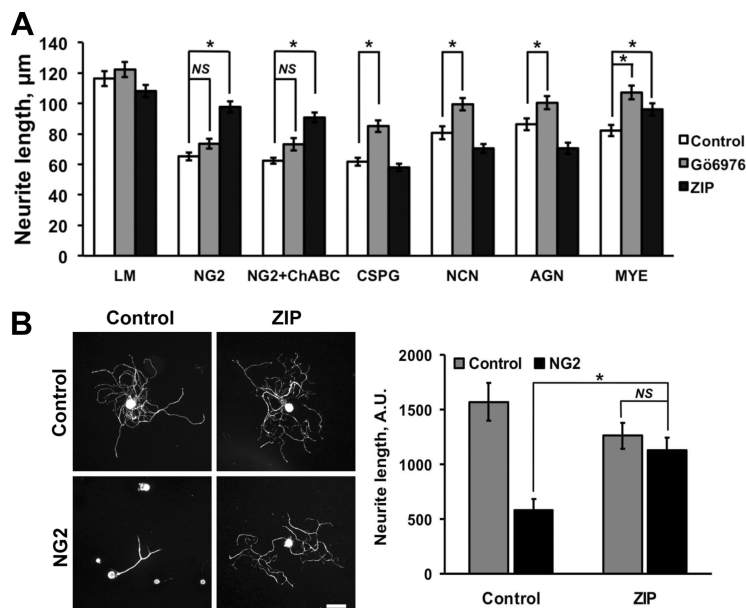 A
Neurite length, µm
140
120
100
80
60
40
20
0
* * * * * * *
NS NS
LM NG2 NG2+ChABC CSPG NCN AGN MYE
Control
Gö6976
ZIP
B
Control ZIP
Control
NG2
Neurite length, A.U.
2000
1500
1000
500
0
Control NG2
*
NS
Control ZIP